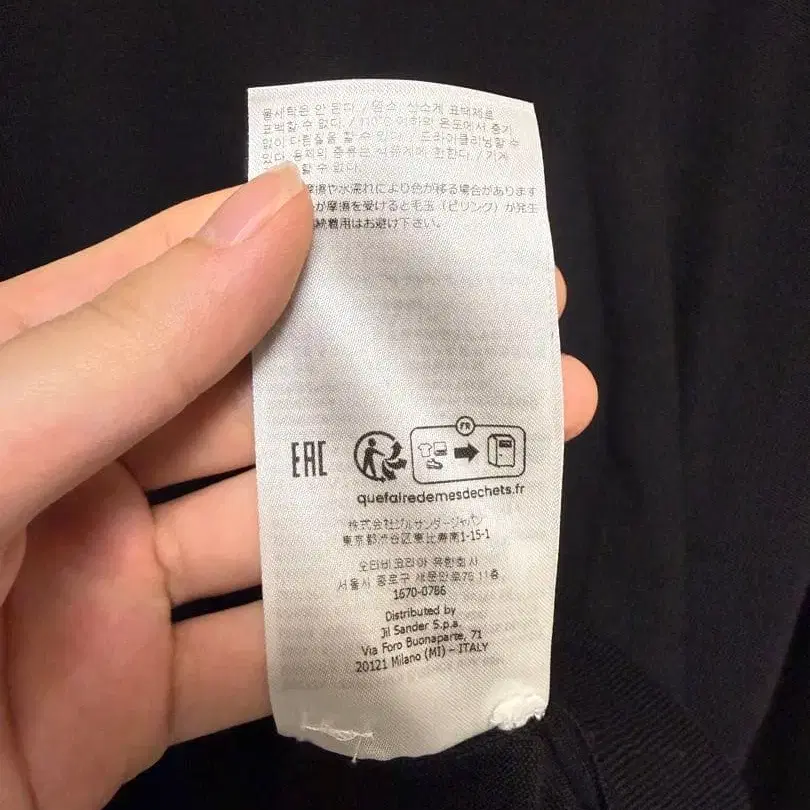 물세탁은 안 된다. / 염소, 산소계 표백제로
표백할 수 없다. / 110℃ 이하의 온도에서 증기
없이 다림질을 할 수 있다. / 드라이클리닝할 수
있다. 용제의 종류는 석유계에 한한다. / 기계
할 수 없다.
摩擦や水濡れにより色が移る場合があります
が摩擦を受けると毛玉（ピリング）が発生
続着用はお避け下さい。
EAC
FR
quefairedemesdechets.fr
株式会社ジルサンダージャパン
東京都渋谷区恵比寿南1-15-1
오티비 코리아 유한회사
서울시 종로구 새문안로76 11층
1670-0786
Distributed by
Jil Sander S.p.a.
Via Foro Buonaparte, 71
20121 Milano (MI) – ITALY